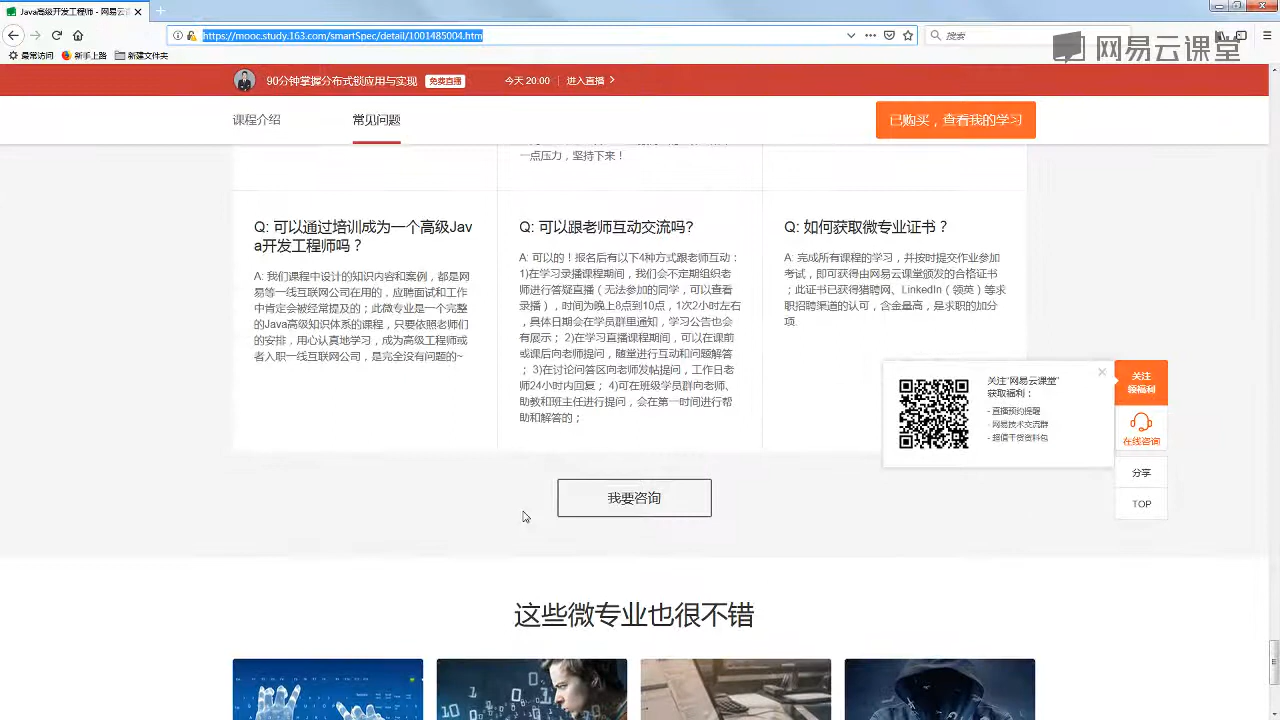 Java高级开发工程师 - 网易云课
https://mooc.study.163.com/smartSpec/detail/1001485004.htm
搜索
网易云课堂
最常访问
新手上路
新建文件夹
90分钟掌握分布式锁应用与实现
免费直播
今天 20:00
进入直播
课程介绍
常见问题
已购买，查看我的学习
一点压力，坚持下来！
Q: 可以通过培训成为一个高级Jav
a开发工程师吗？
A: 我们课程中设计的知识内容和案例，都是网
易等一线互联网公司在用的，应聘面试和工作
中肯定会被经常提及的；此微专业是一个完整
的Java高级知识体系的课程，只要依照老师们
的安排，用心认真地学习，成为高级工程师或
者入职一线互联网公司，是完全没有问题的~
Q: 可以跟老师互动交流吗?
A: 可以的！报名后有以下4种方式跟老师互动：
1)在学习录播课程期间，我们会不定期组织老
师进行答疑直播（无法参加的同学，可以查看
录播），时间为晚上8点到10点，1次2小时左右
，具体日期会在学员群里通知，学习公告也会
有展示； 2)在学习直播课程期间，可以在课前
或课后向老师提问，随堂进行互动和问题解答
； 3)在讨论问答区向老师发帖提问，工作日老
师24小时内回复； 4)可在班级学员群向老师、
助教和班主任进行提问，会在第一时间进行帮
助和解答的；
Q: 如何获取微专业证书？
A: 完成所有课程的学习，并按时提交作业参加
考试，即可获得由网易云课堂颁发的合格证书
；此证书已获得猎聘网、LinkedIn（领英）等求
职招聘渠道的认可，含金量高，是求职的加分
项.
关注"网易云课堂"
获取福利：
- 直播预约提醒
- 网易技术交流群
- 超值干货资料包
关注
领福利
在线咨询
分享
TOP
我要咨询
这些微专业也很不错